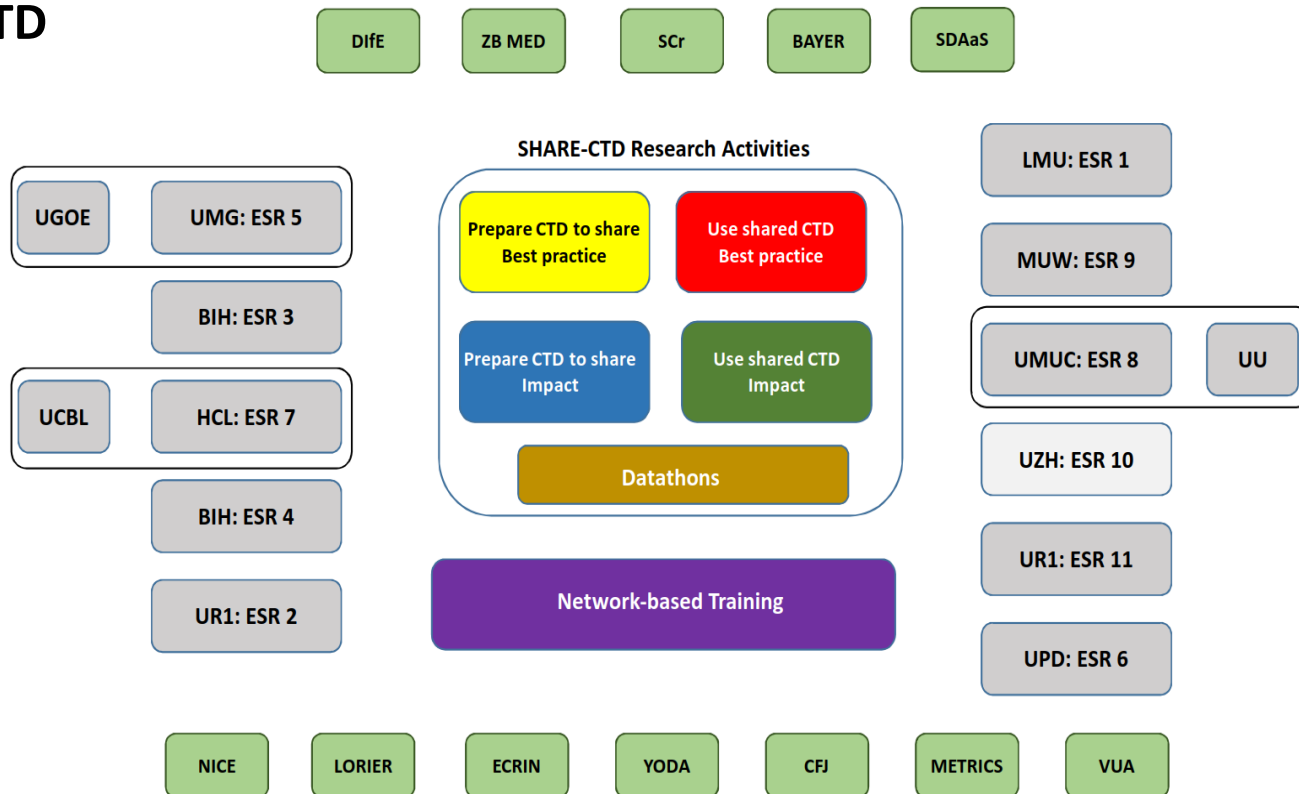 TD
DIfE
ZB MED
SCr
BAYER
SDAaS
SHARE-CTD Research Activities
UGOE
UMG: ESR 5
BIH: ESR 3
UCBL
HCL: ESR 7
BIH: ESR 4
UR1: ESR 2
Prepare CTD to share
Best practice
Use shared CTD
Best practice
Prepare CTD to share
Impact
Use shared CTD
Impact
Datathons
Network-based Training
LMU: ESR 1
MUW: ESR 9
UMUC: ESR 8
UU
UZH: ESR 10
UR1: ESR 11
UPD: ESR 6
NICE
LORIER
ECRIN
YODA
CFJ
METRICS
VUA